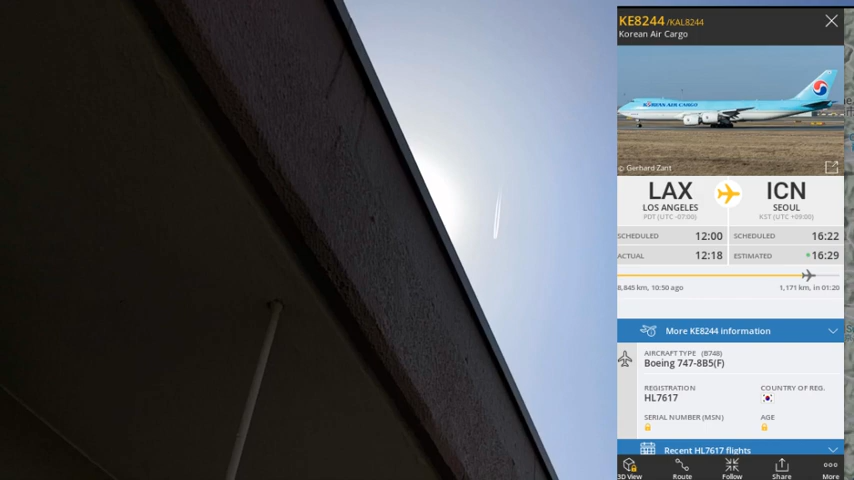 KE8244 /KAL8244
Korean Air Cargo
KOREAN AIR CARGO
© Gerhard Zant
LAX
LOS ANGELES
PDT (UTC -07:00)
ICN
SEOUL
KST (UTC +09:00)
SCHEDULED 12:00 SCHEDULED 16:22
ACTUAL 12:18 ESTIMATED 16:29
8,845 km, 10:50 ago 1,171 km, in 01:20
More KE8244 information
AIRCRAFT TYPE (B748)
Boeing 747-8B5(F)
REGISTRATION COUNTRY OF REG.
HL7617
SERIAL NUMBER (MSN) AGE
Recent HL7617 flights
3D View Route Follow Share More